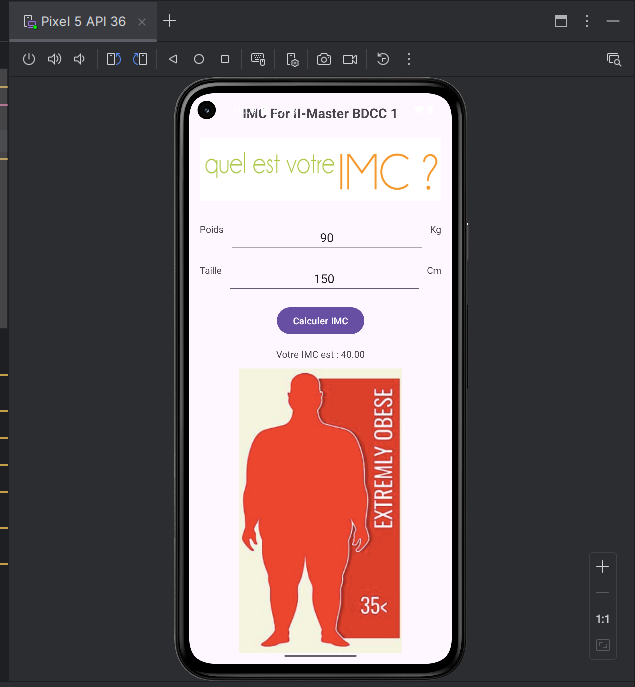 Pixel 5 API 36
IMC For II-Master BDCC 1
quel est votre IMC ?
Poids 90 Kg
Taille 150 Cm
Calculer IMC
Votre IMC est : 40.00
EXTREMLY OBESE
35<
1:1